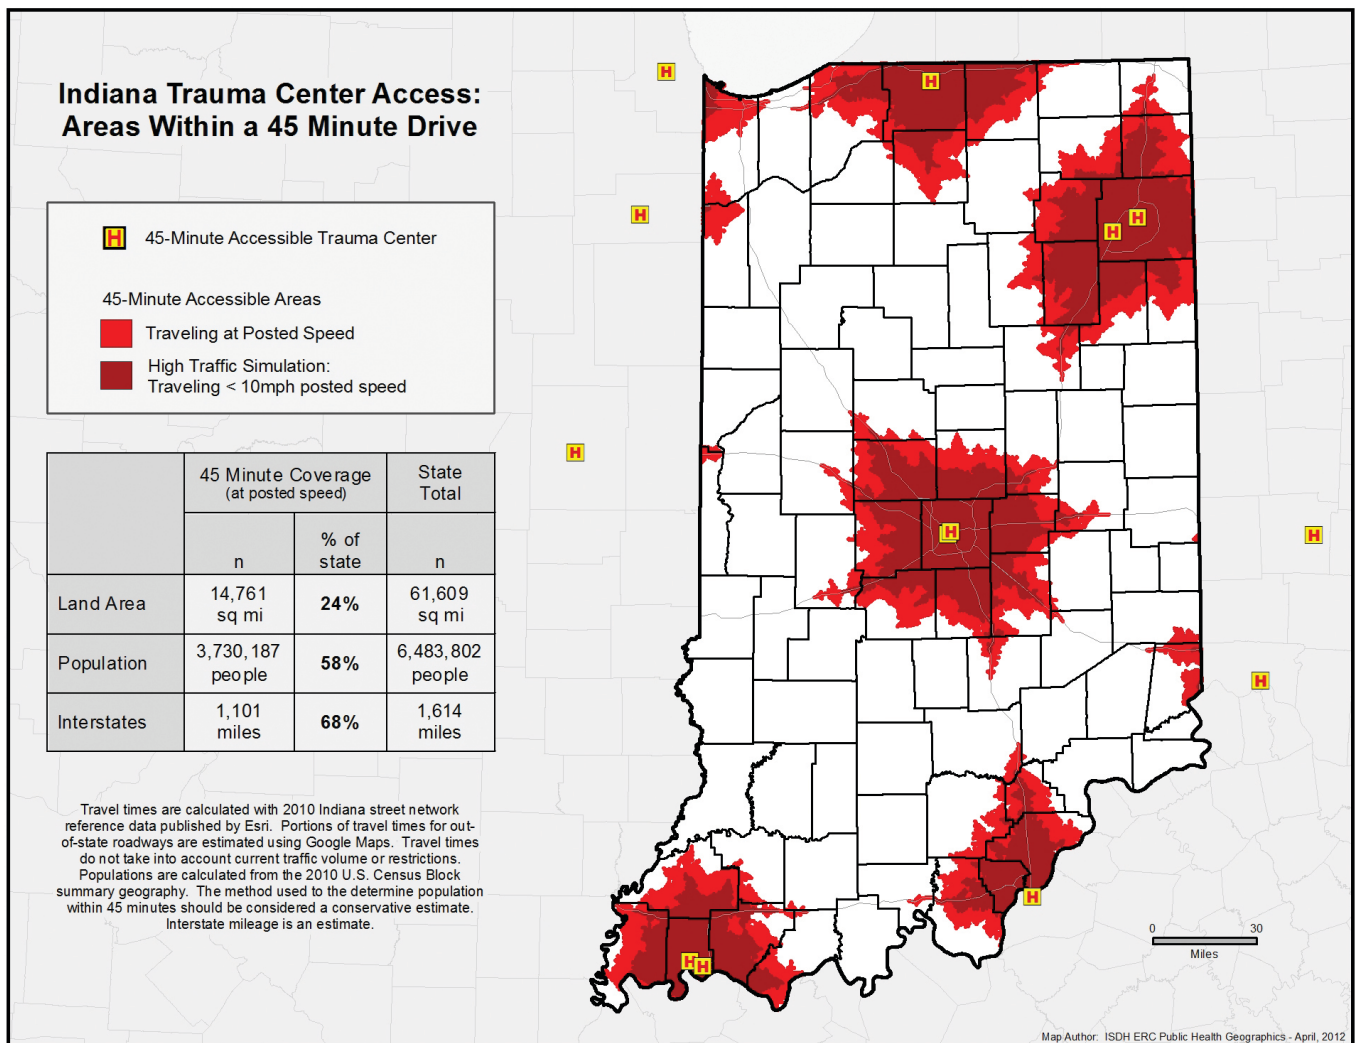 Indiana Trauma Center Access:
Areas Within a 45 Minute Drive
H 45-Minute Accessible Trauma Center
45-Minute Accessible Areas
Traveling at Posted Speed
High Traffic Simulation:
Traveling < 10mph posted speed
45 Minute Coverage
(at posted speed)
State
Total
n
% of
state
n
Land Area
14,761
sq mi
24%
61,609
sq mi
Population
3,730,187
people
58%
6,483,802
people
Interstates
1,101
miles
68%
1,614
miles
Travel times are calculated with 2010 Indiana street network
reference data published by Esri. Portions of travel times for out-
of-state roadways are estimated using Google Maps. Travel times
do not take into account current traffic volume or restrictions.
Populations are calculated from the 2010 U.S. Census Block
summary geography. The method used to the determine population
within 45 minutes should be considered a conservative estimate.
Interstate mileage is an estimate.
H
H
H
H
H
H
H
H
H
H
H
H
H
0 30
Miles
Map Author: ISDH ERC Public Health Geographics - April, 2012